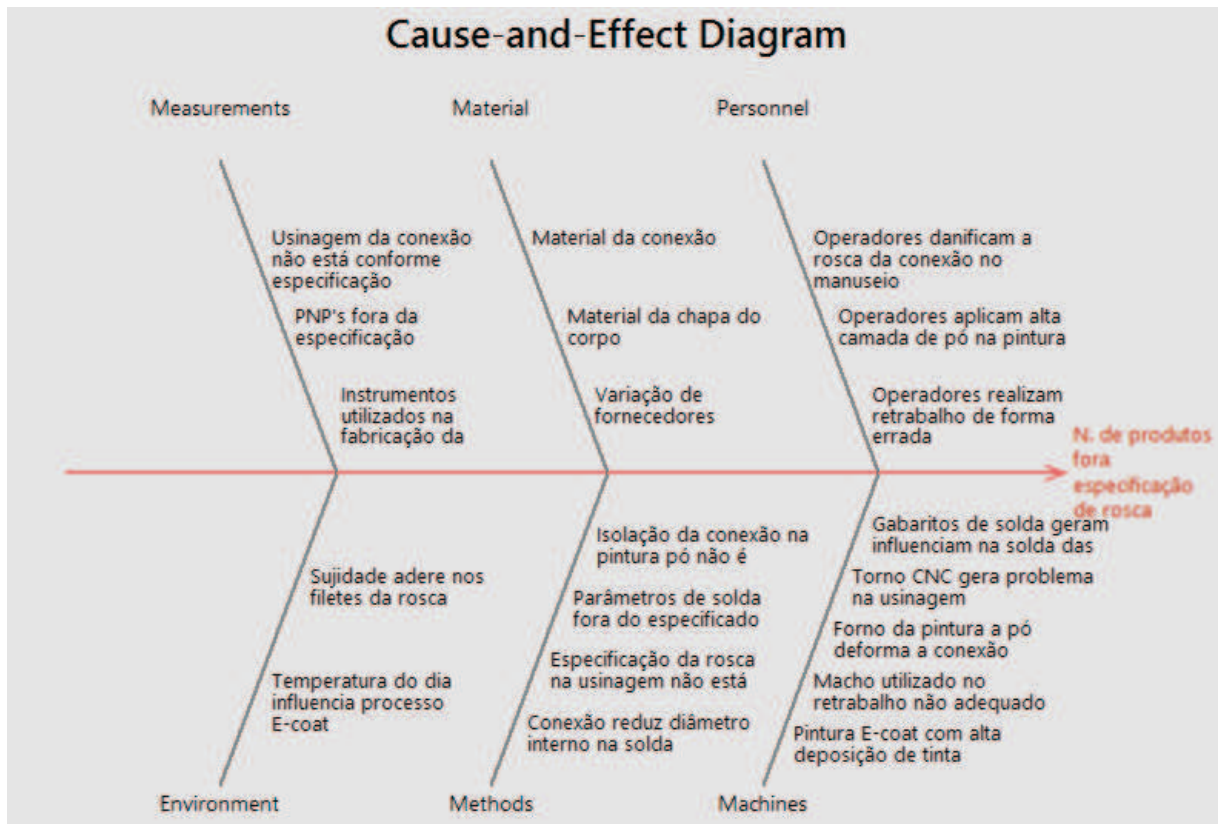 Cause-and-Effect Diagram
Measurements
Material
Personnel
Usinagem da conexão
não está conforme
especificação
PNP's fora da
especificação
Instrumentos
utilizados na
fabricação da
Material da conexão
Material da chapa do
corpo
Variação de
fornecedores
Operadores danificam a
rosca da conexão no
manuseio
Operadores aplicam alta
camada de pó na pintura
Operadores realizam
retrabalho de forma
errada
N. de produtos
fora
especificação
de rosca
Sujidade adere nos
filetes da rosca
Temperatura do dia
influencia processo
E-coat
Isolação da conexão na
pintura pó não é
Parâmetros de solda
fora do especificado
Especificação da rosca
na usinagem não está
Conexão reduz diâmetro
interno na solda
Gabaritos de solda geram
influenciam na solda das
Torno CNC gera problema
na usinagem
Forno da pintura a pó
deforma a conexão
Macho utilizado no
retrabalho não adequado
Pintura E-coat com alta
deposição de tinta
Environment
Methods
Machines